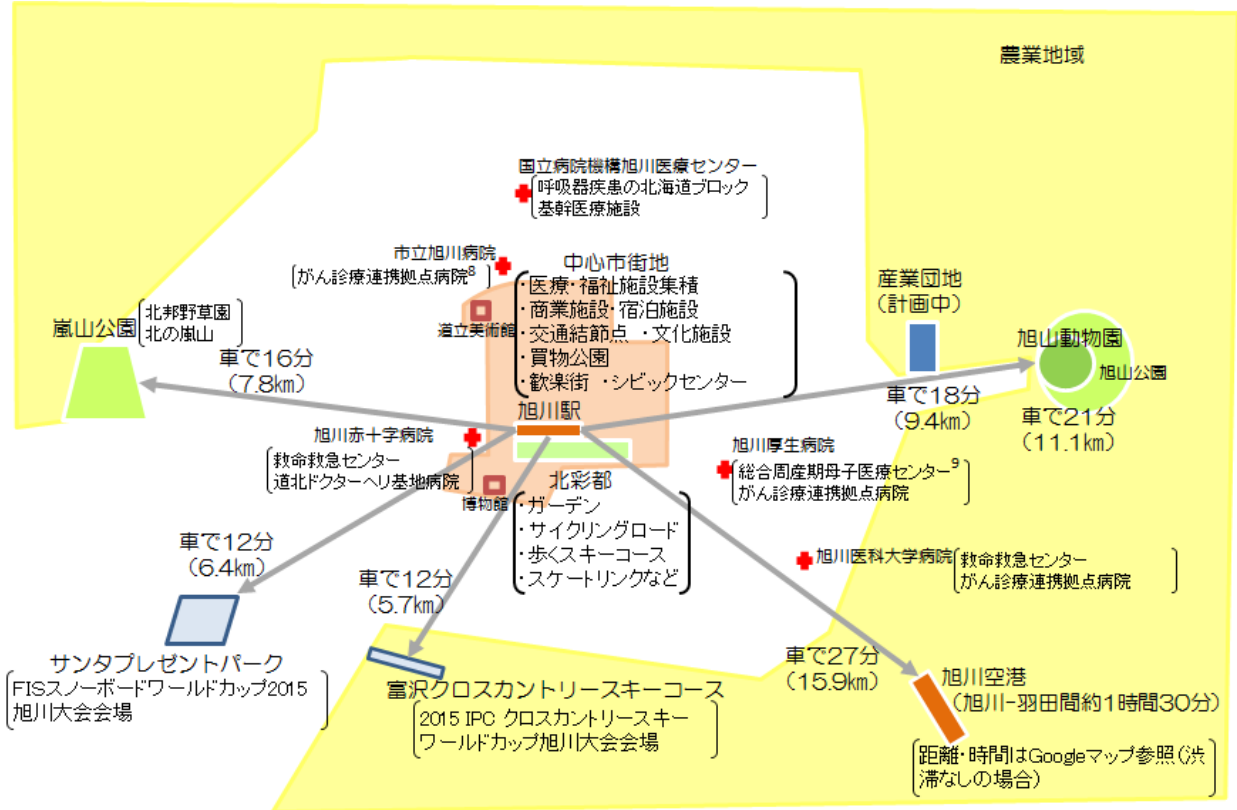 農業地域
国立病院機構旭川医療センター
呼吸器疾患の北海道ブロック
基幹医療施設
市立旭川病院
がん診療連携拠点病院8
中心市街地
・医療・福祉施設集積
・商業施設・宿泊施設
・交通結節点 ・文化施設
・買物公園
・歓楽街 ・シビックセンター
道立美術館
産業団地
(計画中)
嵐山公園
北邦野草園
北の嵐山
車で16分
(7.8km)
旭山動物園
旭山公園
車で18分
(9.4km)
車で21分
(11.1km)
旭川駅
旭川赤十字病院
救命救急センター
道北ドクターヘリ基地病院
旭川厚生病院
総合周産期母子医療センター9
がん診療連携拠点病院
博物館
北彩都
・ガーデン
・サイクリングロード
・歩くスキーコース
・スケートリンクなど
旭川医科大学病院
救命救急センター
がん診療連携拠点病院
車で12分
(6.4km)
車で12分
(5.7km)
サンタプレゼントパーク
FISスノーボードワールドカップ2015
旭川大会会場
富沢クロスカントリースキーコース
2015 IPC クロスカントリースキー
ワールドカップ旭川大会会場
車で27分
(15.9km)
旭川空港
(旭川-羽田間約1時間30分)
距離・時間はGoogleマップ参照(渋
滞なしの場合)